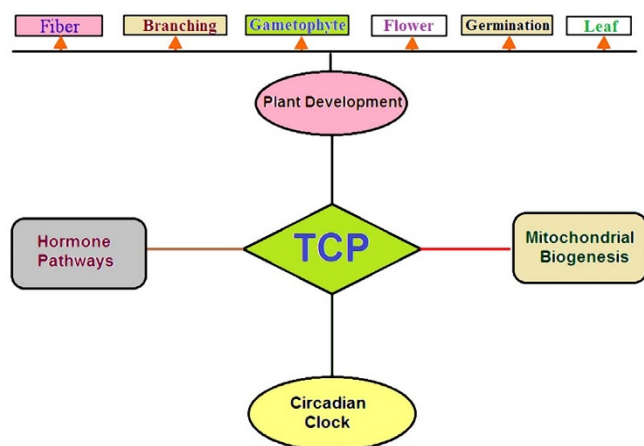 Fiber
Branching
Gametophyte
Flower
Germination
Leaf
Plant Development
Hormone
Pathways
TCP
Mitochondrial
Biogenesis
Circadian
Clock